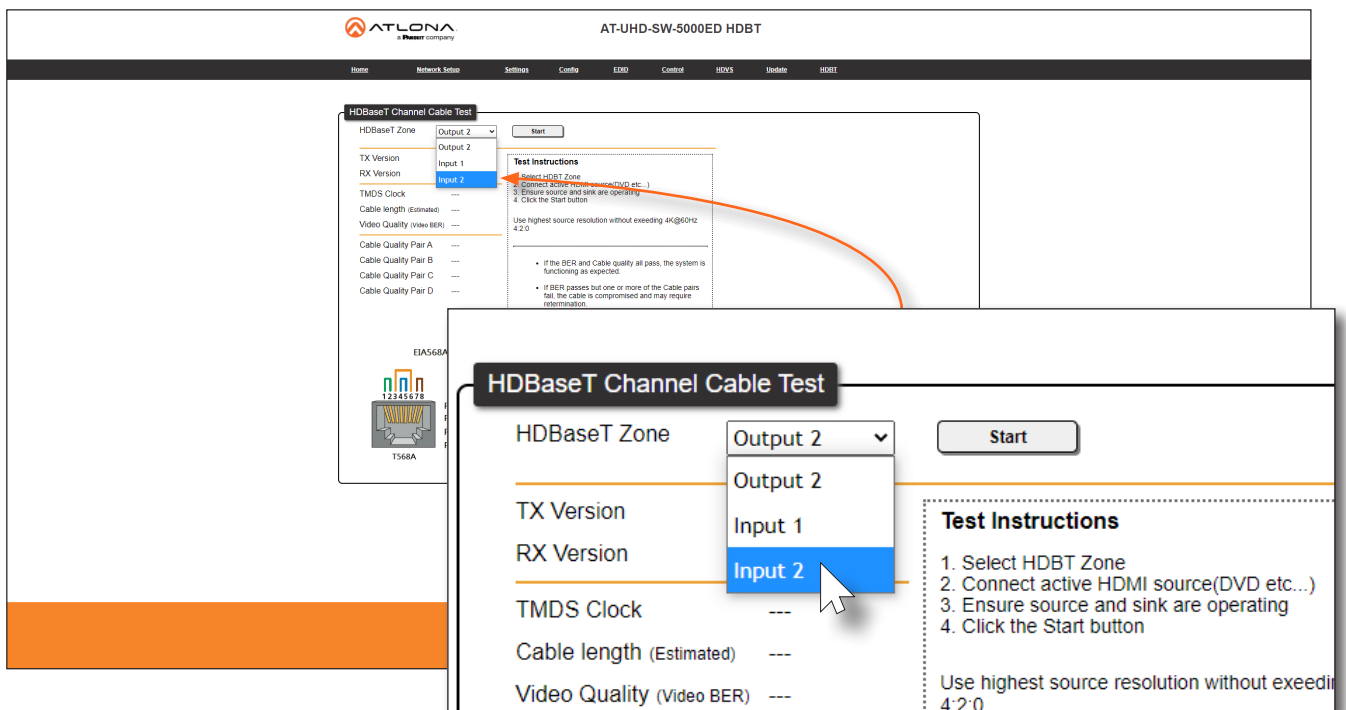 ATLONA
a PANDUIT company
AT-UHD-SW-5000ED HDBT
Home Network Setup Settings Config EDID Control HDVS Update HDBT
HDBaseT Channel Cable Test
HDBaseT Zone Output 2 Start
Output 2
Input 1
Input 2
TX Version
RX Version
TMDS Clock ---
Cable length (Estimated) ---
Video Quality (Video BER) ---
Cable Quality Pair A ---
Cable Quality Pair B ---
Cable Quality Pair C ---
Cable Quality Pair D ---
Test Instructions
1. Select HDBT Zone
2. Connect active HDMI source(DVD etc...)
3. Ensure source and sink are operating
4. Click the Start button
Use highest source resolution without exeeding 4K@60Hz
4:2:0
• If the BER and Cable quality all pass, the system is
functioning as expected.
• If BER passes but one or more of the Cable pairs
fail, the cable is compromised and may require
retermination.
EIA568A
12345678
T568A
HDBaseT Channel Cable Test
HDBaseT Zone Output 2 Start
Output 2
Input 1
Input 2
TX Version
RX Version
TMDS Clock ---
Cable length (Estimated) ---
Video Quality (Video BER) ---
Test Instructions
1. Select HDBT Zone
2. Connect active HDMI source(DVD etc...)
3. Ensure source and sink are operating
4. Click the Start button
Use highest source resolution without exeedin
4:2:0